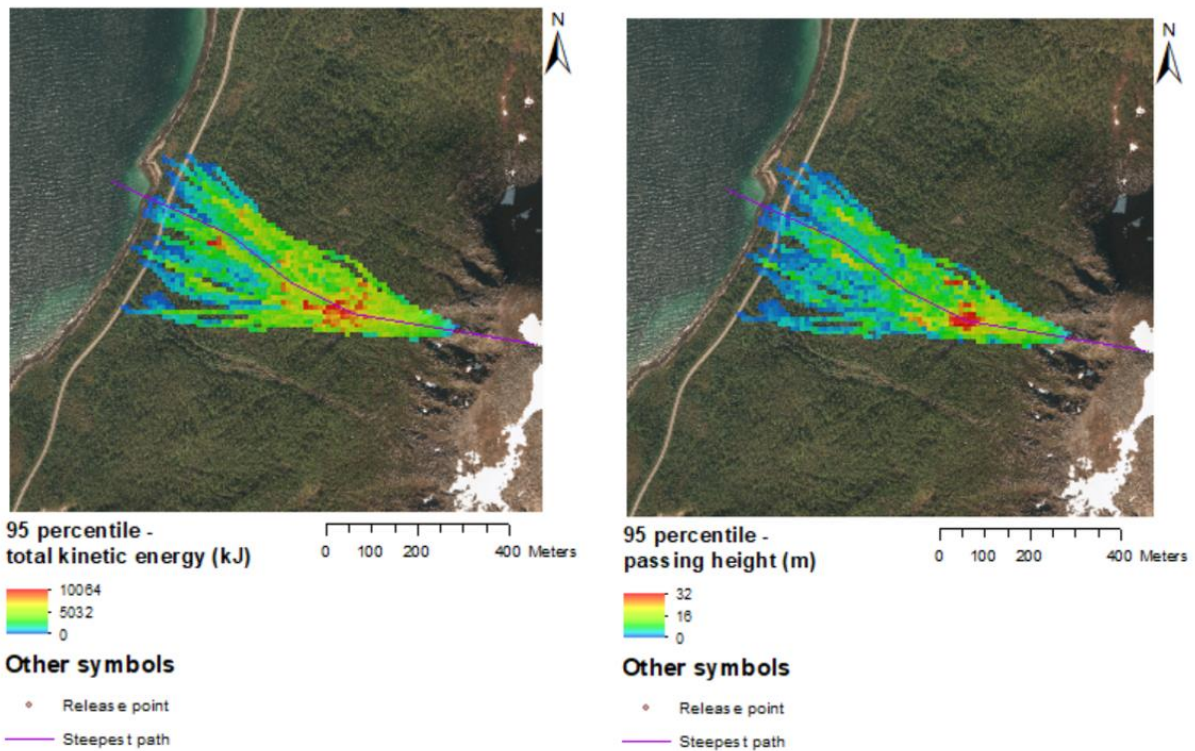 N
95 percentile -
total kinetic energy (kJ)
0 100 200 400 Meters
10064
5032
0
Other symbols
Release point
Steepest path
N
95 percentile -
passing height (m)
0 100 200 400 Meters
32
16
0
Other symbols
Release point
Steepest path